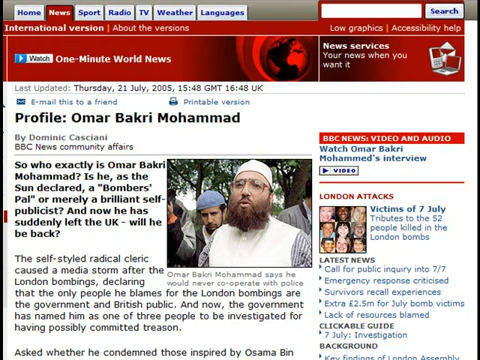 Home News Sport Radio TV Weather Languages
Search
International version | About the versions
Low graphics | Accessibility help
Watch One-Minute World News
News services
Your news when you
want it
Last Updated: Thursday, 21 July, 2005, 15:48 GMT 16:48 UK
E-mail this to a friend
Printable version
Profile: Omar Bakri Mohammad
By Dominic Casciani
BBC News community affairs
So who exactly is Omar Bakri
Mohammad? Is he, as the
Sun declared, a "Bombers'
Pal" or merely a brilliant self-
publicist? And now he has
suddenly left the UK - will he
be back?
Omar Bakri Mohammad says he
would never co-operate with police
The self-styled radical cleric
caused a media storm after the
London bombings, declaring
that the only people he blames for the London bombings are
the government and British public. And now, the government
has named him as one of three people to be investigated for
having possibly committed treason.
Asked whether he condemned those inspired by Osama Bin
BBC NEWS: VIDEO AND AUDIO
Watch Omar Bakri
Mohammed's interview
VIDEO
LONDON ATTACKS
Victims of 7 July
Tributes to the 52
people killed in the
London bombs
LATEST NEWS
Call for public inquiry into 7/7
Emergency response criticised
Survivors recall experiences
Extra £2.5m for July bomb victims
Lack of resources blamed
CLICKABLE GUIDE
7 July: Investigation
BACKGROUND
Key findings of London Assembly